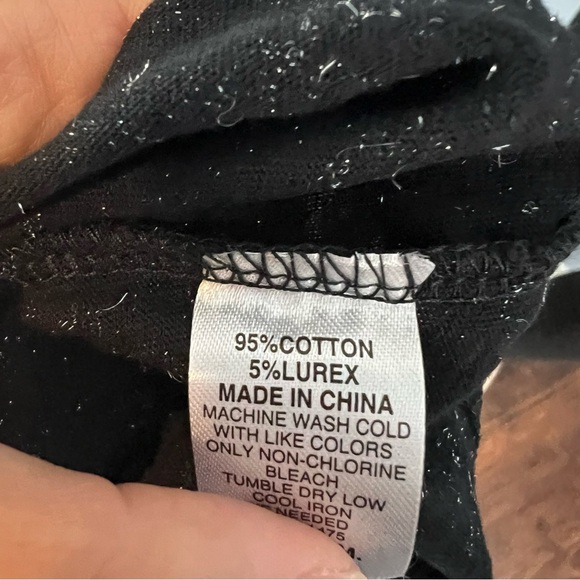 95%COTTON
5%LUREX
MADE IN CHINA
MACHINE WASH COLD
WITH LIKE COLORS
ONLY NON-CHLORINE
BLEACH
TUMBLE DRY LOW
COOL IRON
NEEDED